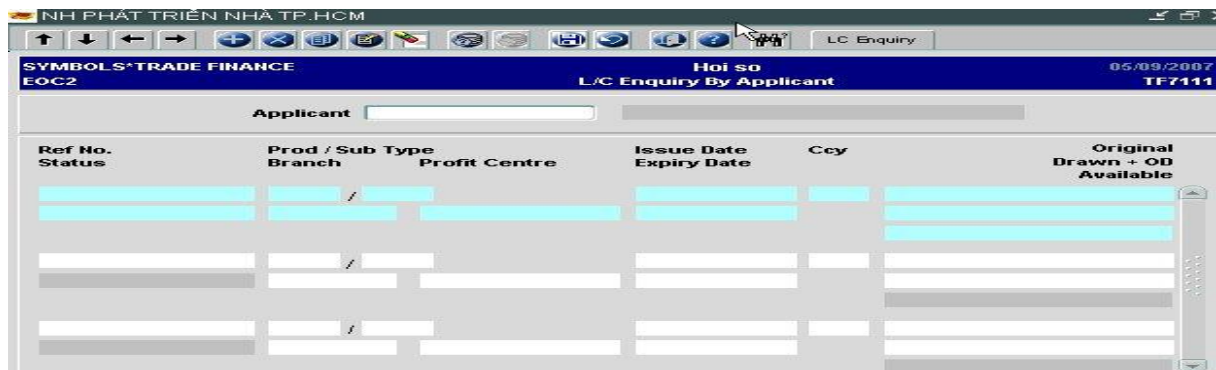 NH PHÁT TRIỂN NHÀ TP.HCM
LC Enquiry
SYMBOLS*TRADE FINANCE Hoi so 05/09/2007
EOC2 L/C Enquiry By Applicant TF7111
Applicant
Ref No. Prod / Sub Type Issue Date Ccy Original
Status Branch Profit Centre Expiry Date Drawn + OD
Available
/
/
/